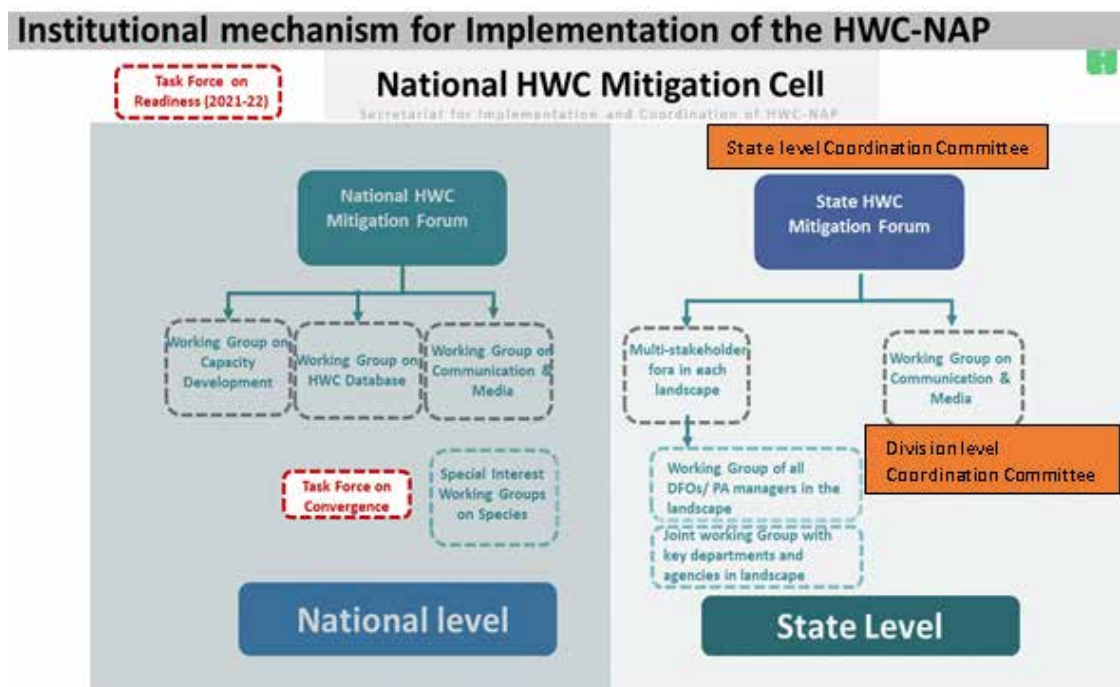 Institutional mechanism for Implementation of the HWC-NAP
Task Force on
Readiness (2021-22)
National HWC Mitigation Cell
Secretariat for Implementation and Coordination of HWC-NAP
State level Coordination Committee
National HWC
Mitigation Forum
State HWC
Mitigation Forum
Working Group on
Capacity
Development
Working Group on
HWC Database
Working Group on
Communication &
Media
Multi-stakeholder
fora in each
landscape
Working Group on
Communication &
Media
Division level
Coordination Committee
Task Force on
Convergence
Special Interest
Working Groups
on Species
Working Group of all
DFOs/ PA managers in the
landscape
Joint working Group with
key departments and
agencies in landscape
National level
State Level